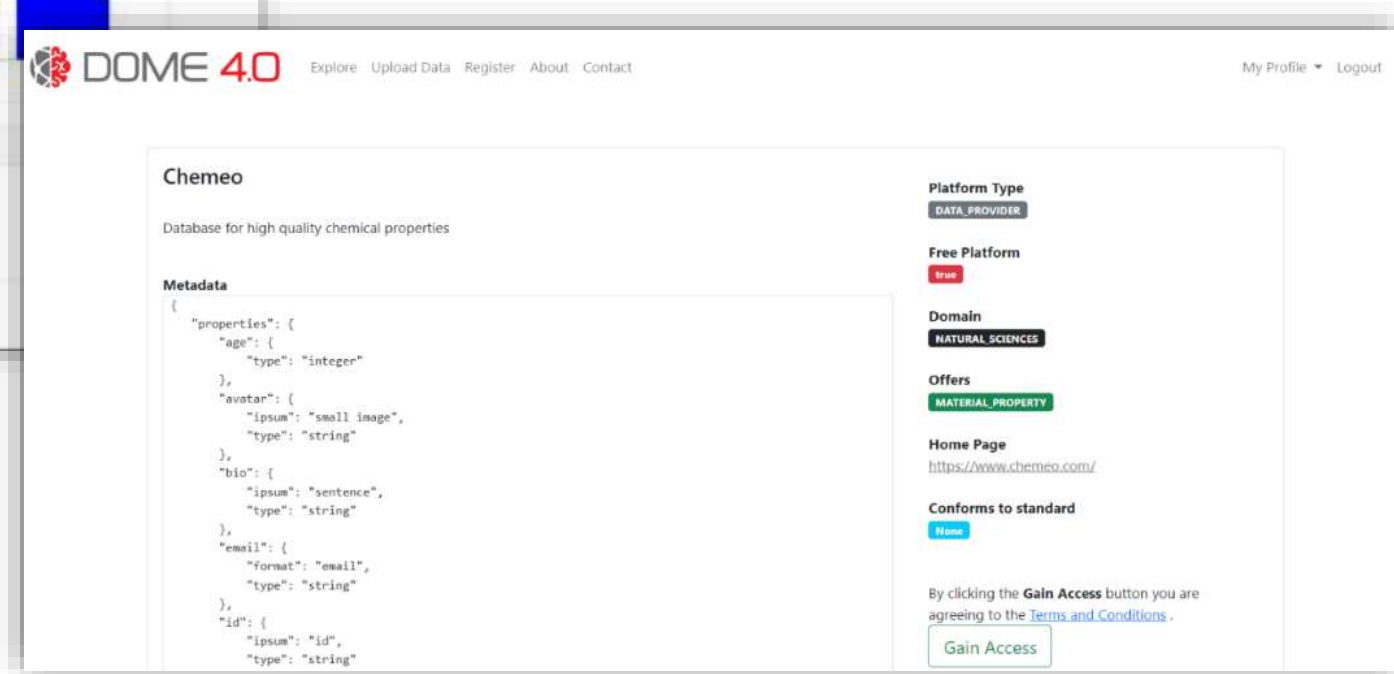 DOME 4.0
Explore Upload Data Register About Contact
My Profile Logout
Chemeo
Database for high quality chemical properties
Metadata
{
"properties": {
"age": {
"type": "integer"
},
"avatar": {
"ipsum": "small image",
"type": "string"
},
"bio": {
"ipsum": "sentence",
"type": "string"
},
"email": {
"format": "email",
"type": "string"
},
"id": {
"ipsum": "id",
"type": "string"
Platform Type
DATA_PROVIDER
Free Platform
true
Domain
NATURAL_SCIENCES
Offers
MATERIAL_PROPERTY
Home Page
https://www.chemeo.com/
Conforms to standard
None
By clicking the Gain Access button you are
agreeing to the Terms and Conditions .
Gain Access